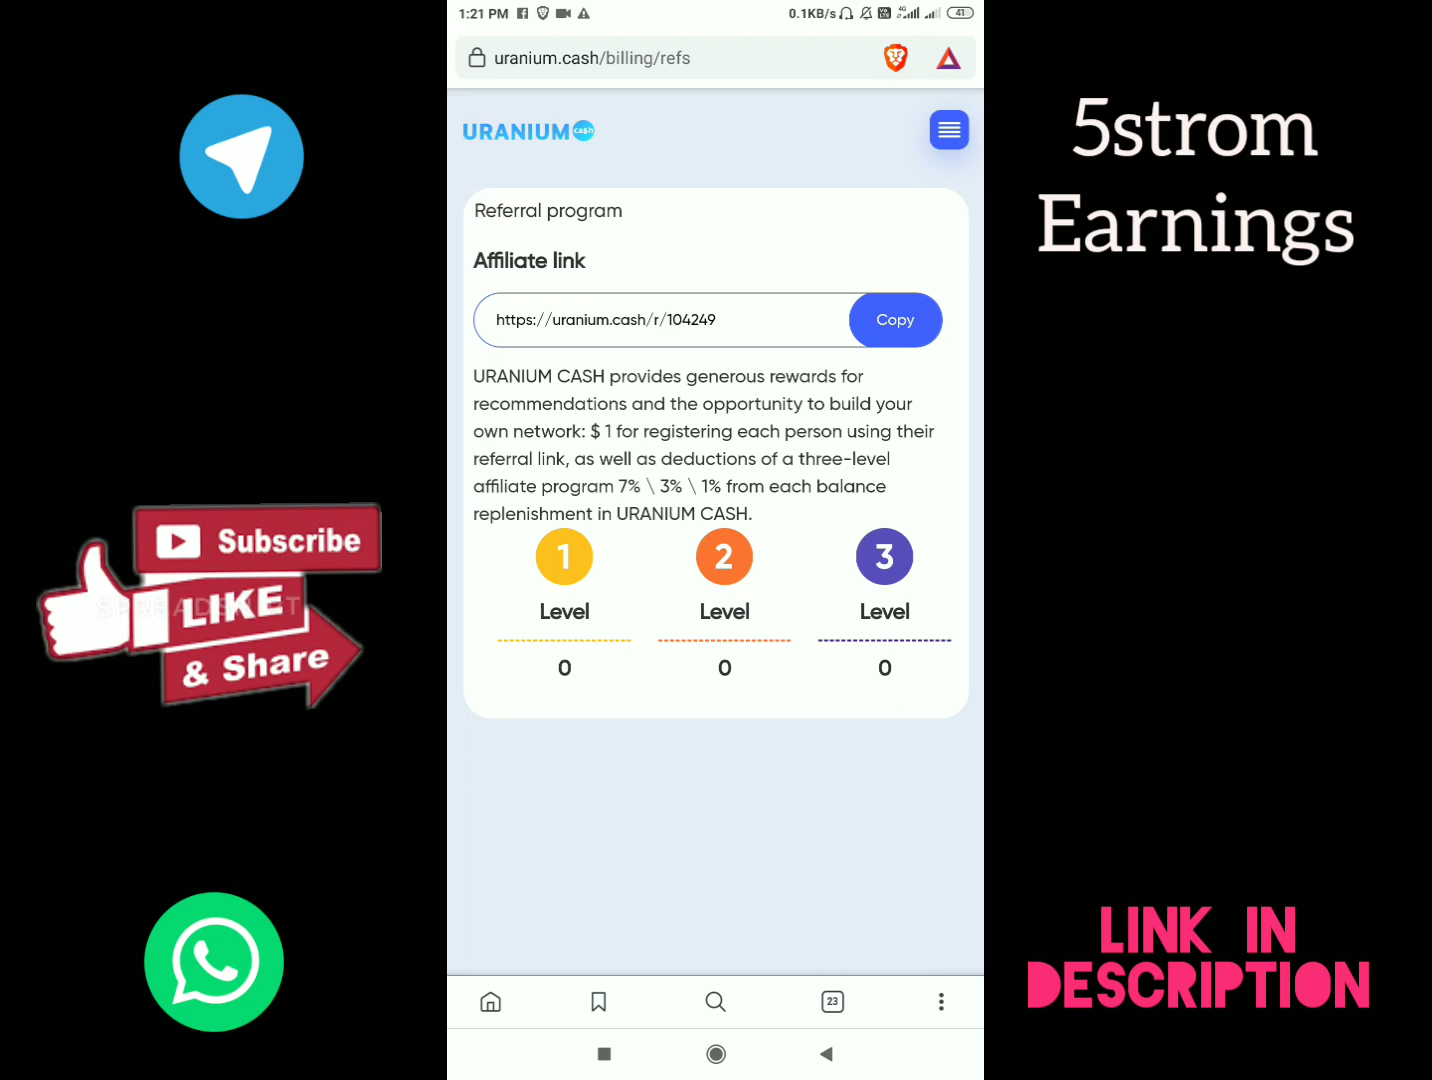 1:21 PM
0.1KB/s
4G
41
uranium.cash/billing/refs
URANIUM
ca$h
Referral program
Affiliate link
https://uranium.cash/r/104249
Copy
URANIUM CASH provides generous rewards for
recommendations and the opportunity to build your
own network: $ 1 for registering each person using their
referral link, as well as deductions of a three-level
affiliate program 7% \ 3% \ 1% from each balance
replenishment in URANIUM CASH.
1
2
3
Level
Level
Level
0
0
0
23
5strom
Earnings
Subscribe
LIKE
& Share
LINK IN
DESCRIPTION